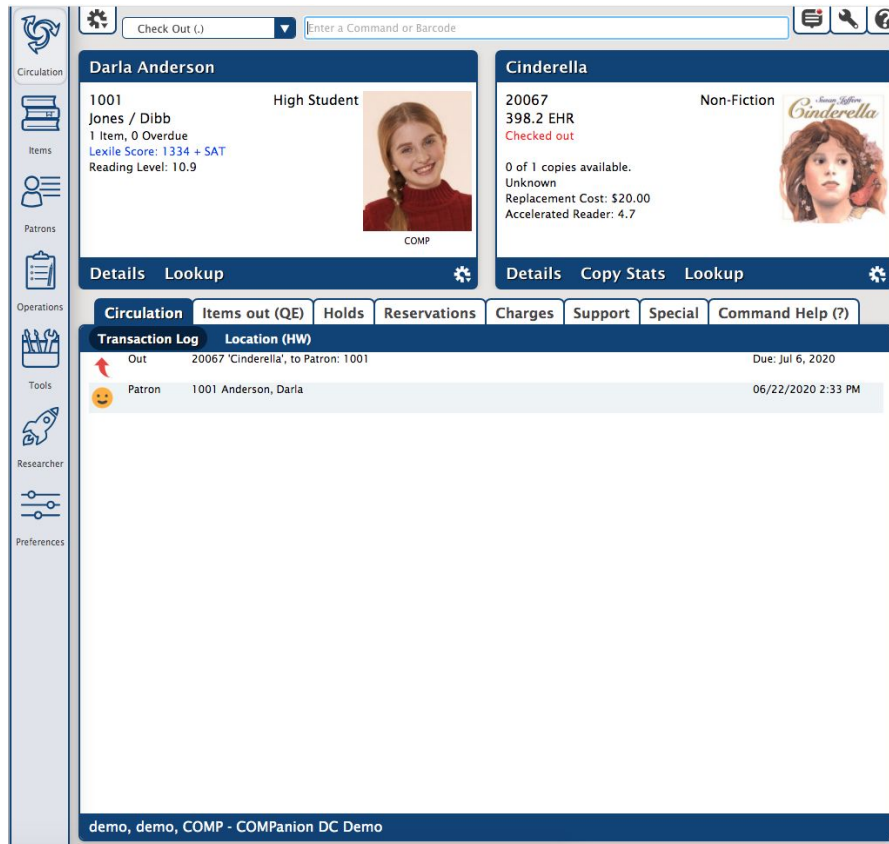 Check Out (.)
Enter a Command or Barcode
Circulation
Items
Patrons
Operations
Tools
Researcher
Preferences
Darla Anderson
1001 High Student
Jones / Dibb
1 Item, 0 Overdue
Lexile Score: 1334 + SAT
Reading Level: 10.9
COMP
Details Lookup
Cinderella
20067 Non-Fiction
398.2 EHR
Checked out
0 of 1 copies available.
Unknown
Replacement Cost: $20.00
Accelerated Reader: 4.7
Susan Jeffers
Cinderella
Details Copy Stats Lookup
Circulation Items out (QE) Holds Reservations Charges Support Special Command Help (?)
Transaction Log Location (HW)
Out 20067 'Cinderella', to Patron: 1001 Due: Jul 6, 2020
Patron 1001 Anderson, Darla 06/22/2020 2:33 PM
demo, demo, COMP - COMPanion DC Demo